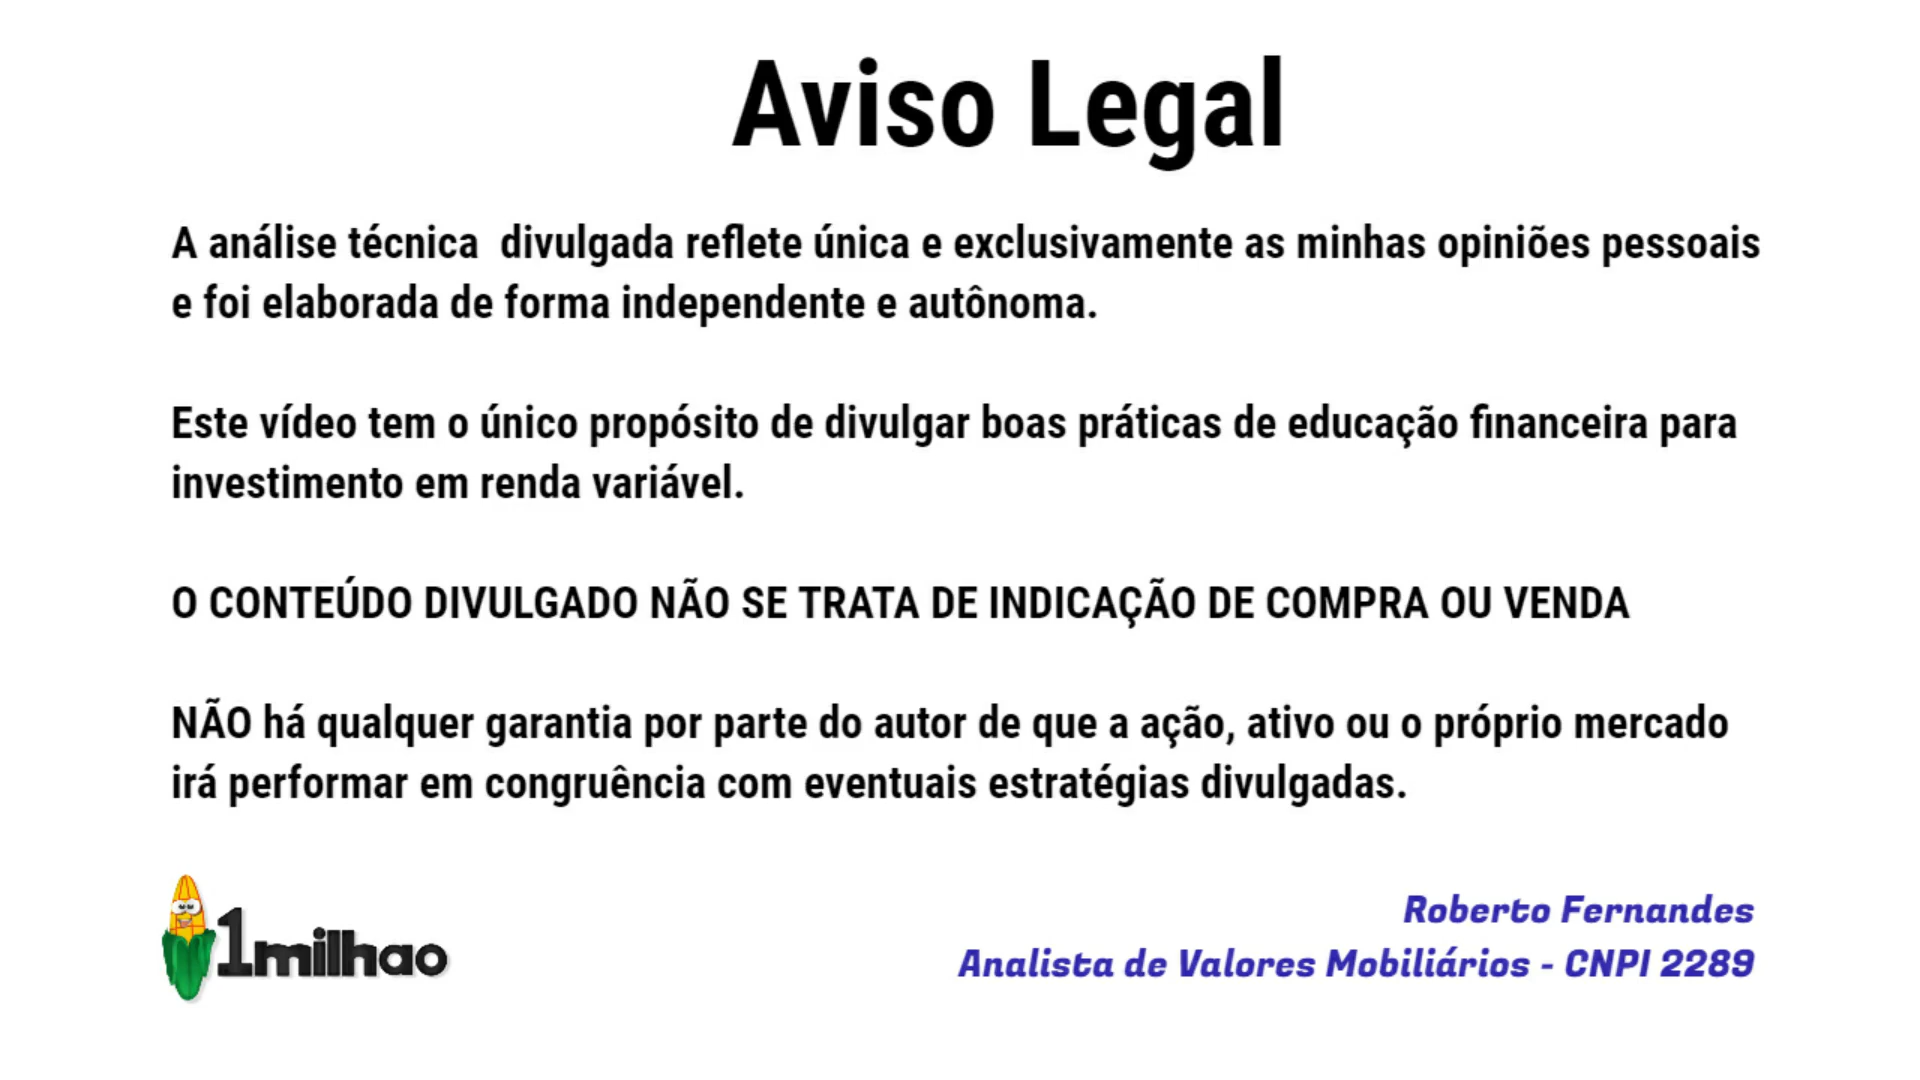 Aviso Legal
A análise técnica  divulgada reflete única e exclusivamente as minhas opiniões pessoais
e foi elaborada de forma independente e autônoma.
Este vídeo tem o único propósito de divulgar boas práticas de educação financeira para
investimento em renda variável.
O CONTEÚDO DIVULGADO NÃO SE TRATA DE INDICAÇÃO DE COMPRA OU VENDA
NÃO há qualquer garantia por parte do autor de que a ação, ativo ou o próprio mercado
irá performar em congruência com eventuais estratégias divulgadas.
1milhao
Roberto Fernandes
Analista de Valores Mobiliários - CNPI 2289